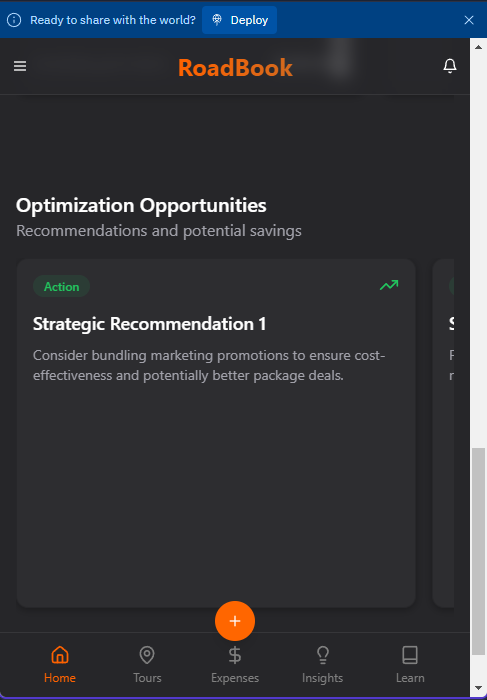 Ready to share with the world? Deploy
RoadBook
Optimization Opportunities
Recommendations and potential savings
Action
Strategic Recommendation 1
Consider bundling marketing promotions to ensure cost-
effectiveness and potentially better package deals.
Home Tours Expenses Insights Learn